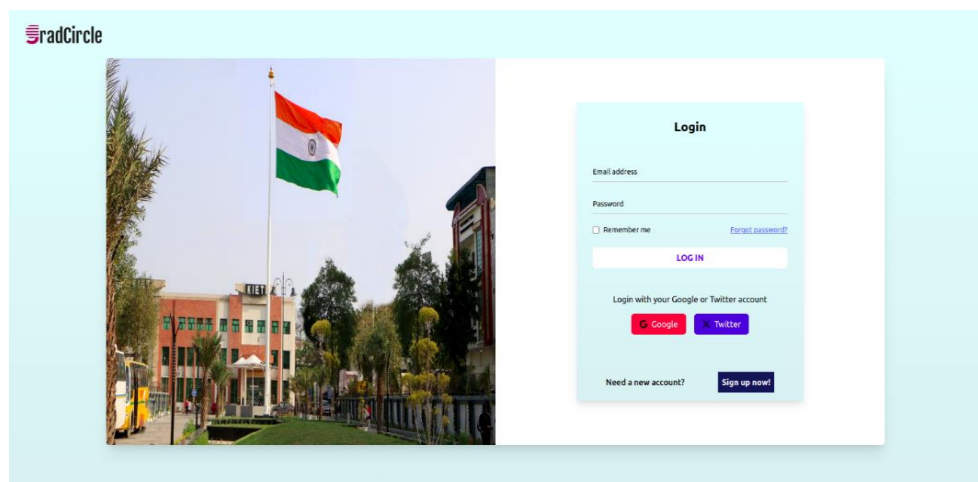 GradCircle
KIET
Login
Email address
Password
Remember me
Forgot password?
LOG IN
Login with your Google or Twitter account
G Google
X Twitter
Need a new account?
Sign up now!